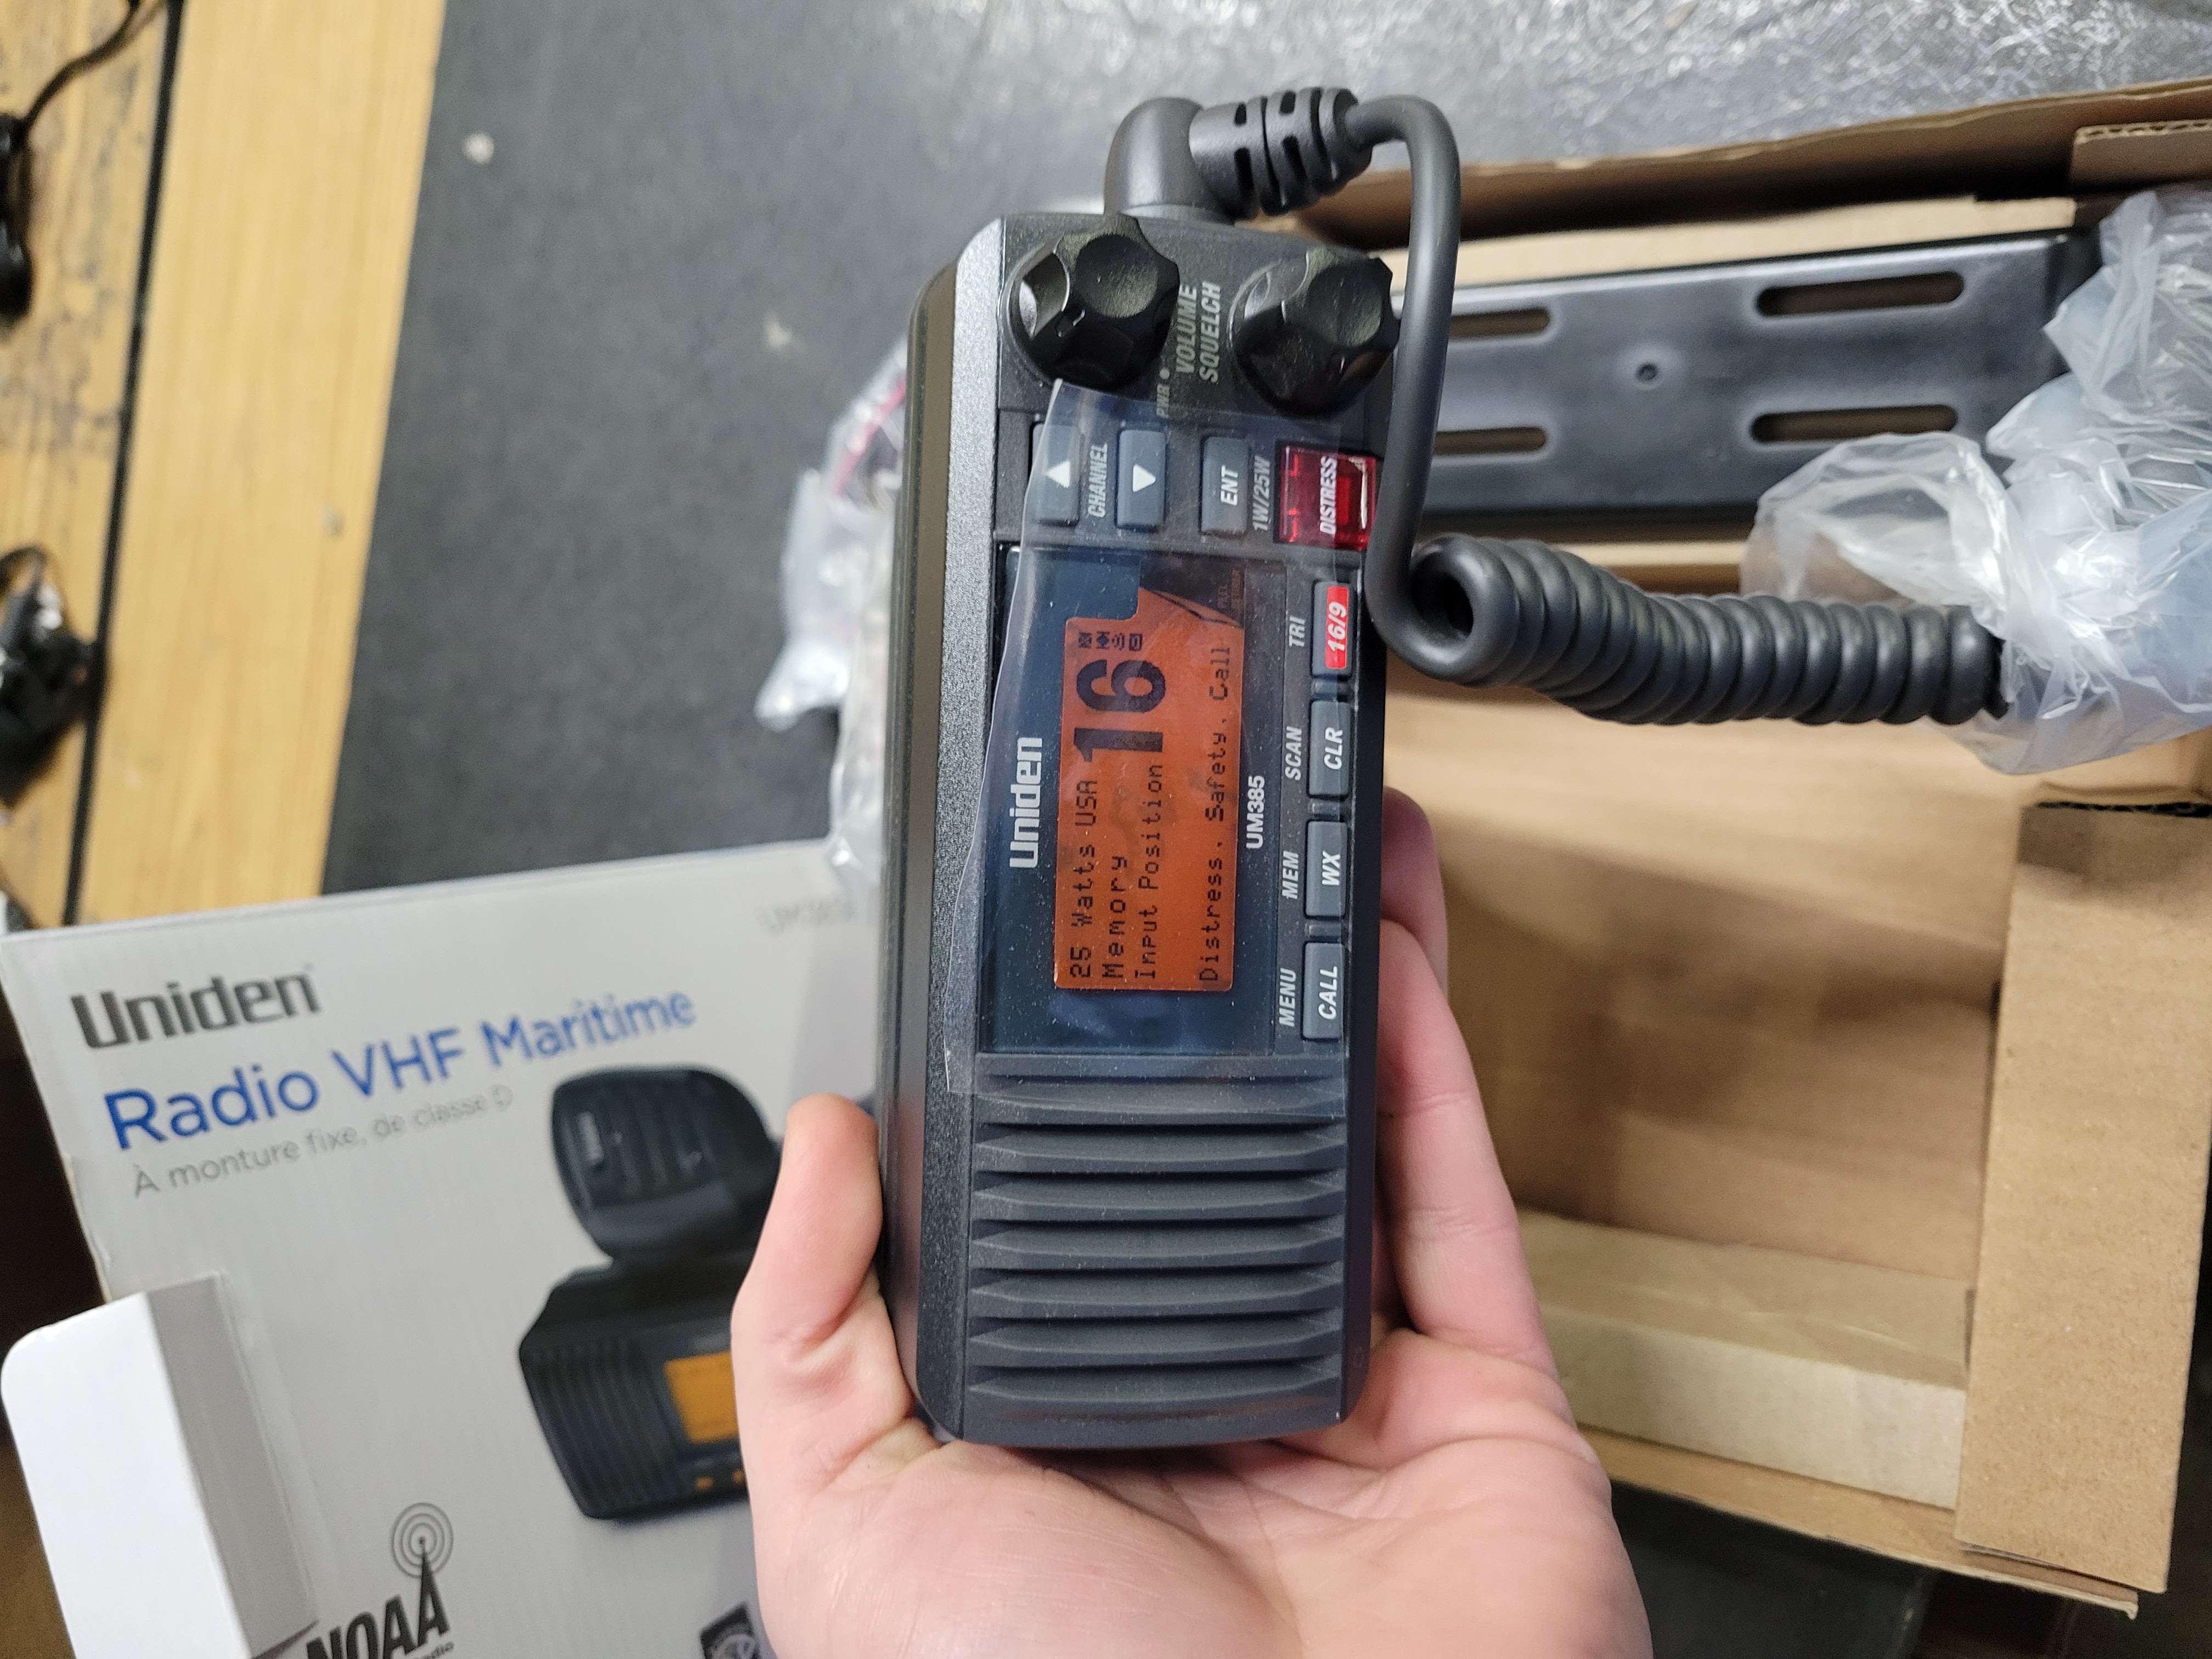 VOLUME
SQUELCH
PWR
CHANNEL
ENT
1W/25W
DISTRESS
Uniden
25 Watts USA
16
Memory
Input Position
Distress, Safety, Call
UM385
MENU
MEM
SCAN
TRI
CALL
WX
CLR
16/9
Uniden
UM385
Radio VHF Maritime
À monture fixe, de classe D
NOAA